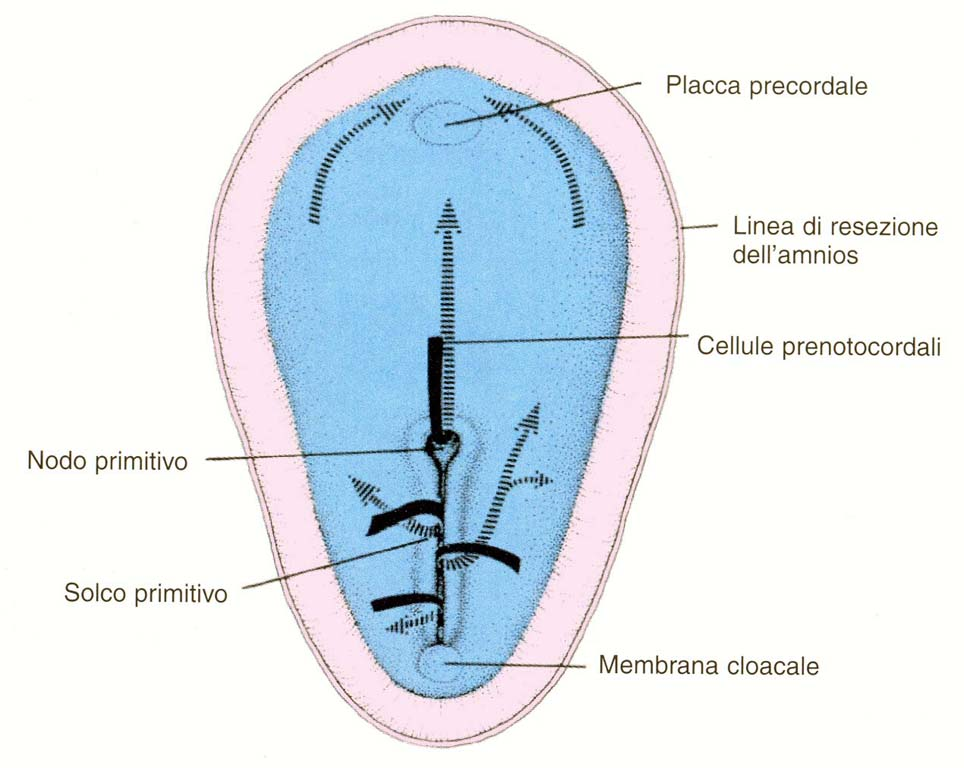 Placca precordale
Linea di resezione
dell'amnios
Cellule prenotocordali
Nodo primitivo
Solco primitivo
Membrana cloacale